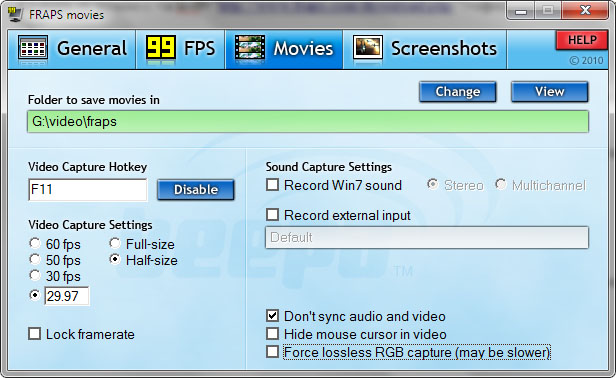 FRAPS movies
General
99 FPS
Movies
Screenshots
HELP
© 2010
Folder to save movies in
Change
View
G:\video\fraps
Video Capture Hotkey
F11
Disable
Sound Capture Settings
Record Win7 sound
Stereo
Multichannel
Record external input
Default
Video Capture Settings
60 fps
Full-size
50 fps
Half-size
30 fps
29.97
Lock framerate
beepa
TM
Don't sync audio and video
Hide mouse cursor in video
Force lossless RGB capture (may be slower)